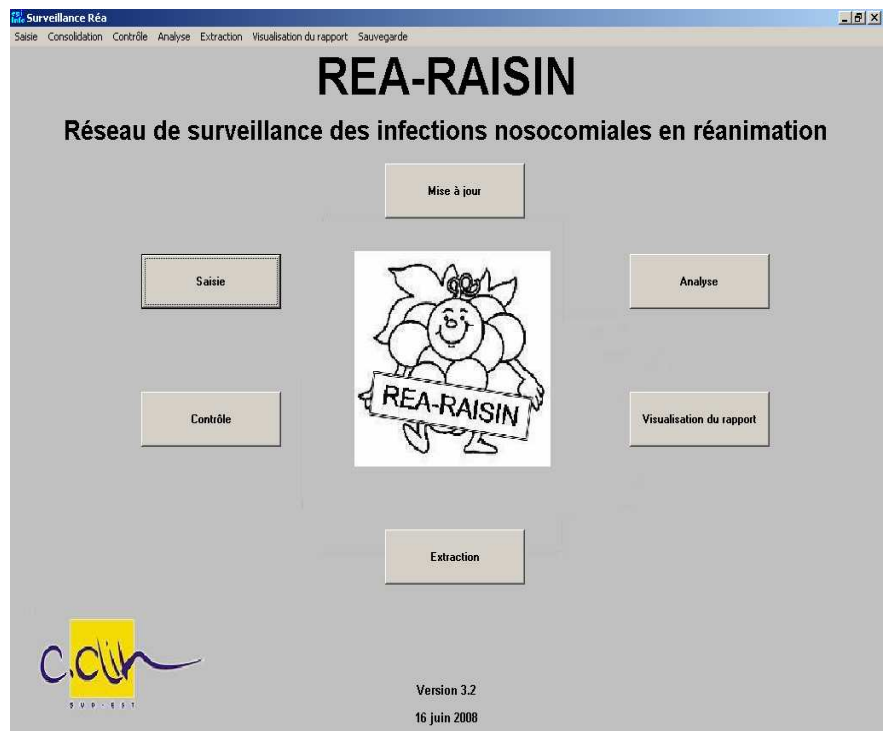 Surveillance Réa
Saisie Consolidation Contrôle Analyse Extraction Visualisation du rapport Sauvegarde
REA-RAISIN
Réseau de surveillance des infections nosocomiales en réanimation
Mise à jour
Saisie
Analyse
REA-RAISIN
Contrôle
Visualisation du rapport
Extraction
C.CLIN
SUD-EST
Version 3.2
16 juin 2008